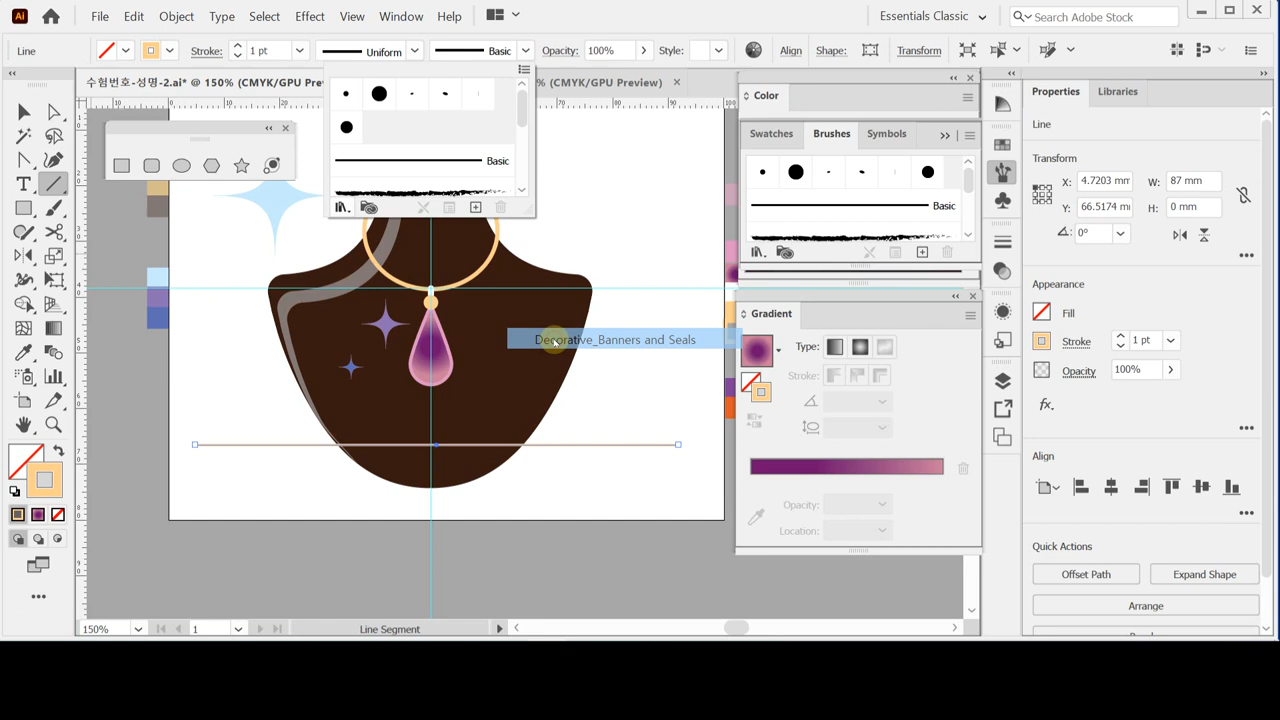 Ai File Edit Object Type Select Effect View Window Help Essentials Classic Search Adobe Stock
Line Stroke: 1 pt Uniform Basic Opacity: 100% Style: Align Shape: Transform
수험번호-성명-2.ai* @ 150% (CMYK/GPU Pre % (CMYK/GPU Preview)
Color
Swatches Brushes Symbols
Basic
Basic
Decorative_Banners and Seals
Gradient
Type:
Stroke:
Opacity:
Location:
Properties Libraries
Line
Transform
X: 4.7203 mm W: 87 mm
Y: 66.5174 m H: 0 mm
0°
Appearance
Fill
Stroke 1 pt
Opacity 100%
fx
Align
Quick Actions
Offset Path Expand Shape
Arrange
150% 1 Line Segment